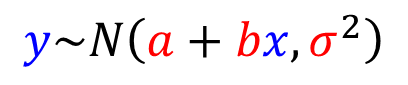 y~N(a + bx, σ²)